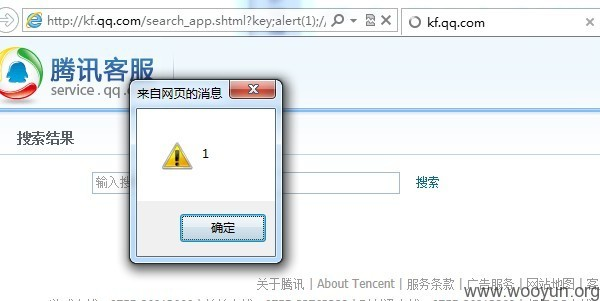 http://kf.qq.com/search_app.shtml?key;alert(1);//
kf.qq.com
腾讯客服
service.qq.
来自网页的消息
搜索结果
1
输入搜
搜索
确定
关于腾讯 | About Tencent | 服务条款 | 广告服务 | 网站地图 |
www.wooyun.org